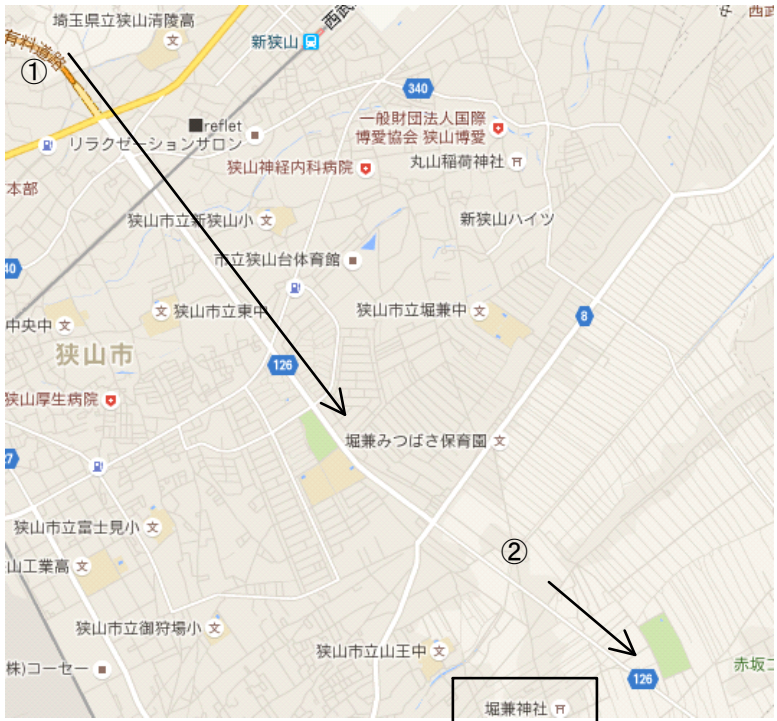 埼玉県立狭山清陵高
西武
有料道路
①
新狭山
340
■reflet
リラクゼーションサロン
一般財団法人国際
博愛協会 狭山博愛
狭山神経内科病院
丸山稲荷神社
本部
狭山市立新狭山小
新狭山ハイツ
市立狭山台体育館
40
狭山市立東中
狭山市立堀兼中
8
中央中
狭山市
126
狭山厚生病院
堀兼みつばさ保育園
27
狭山市立富士見小
②
山工業高
狭山市立御狩場小
狭山市立山王中
株)コーセー
126
赤坂
堀兼神社